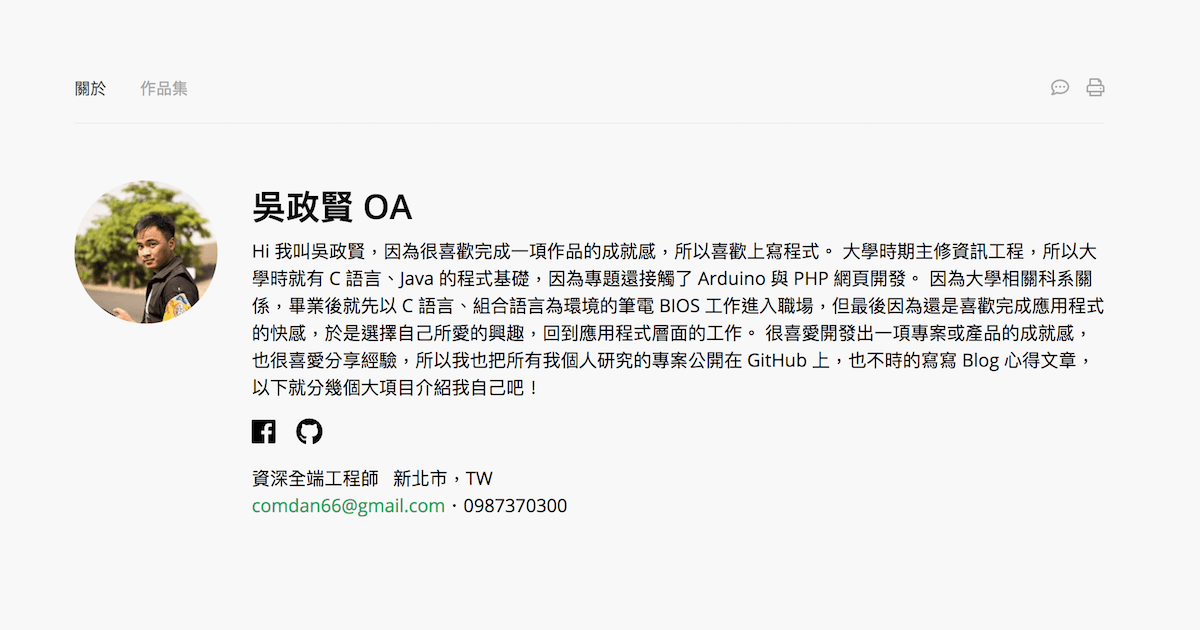 關於 作品集
吳政賢 OA
Hi 我叫吳政賢，因為很喜歡完成一項作品的成就感，所以喜歡上寫程式。 大學時期主修資訊工程，所以大
學時就有 C 語言、Java 的程式基礎，因為專題還接觸了 Arduino 與 PHP 網頁開發。 因為大學相關科系關
係，畢業後就先以 C 語言、組合語言為環境的筆電 BIOS 工作進入職場，但最後因為還是喜歡完成應用程式
的快感，於是選擇自己所愛的興趣，回到應用程式層面的工作。 很喜愛開發出一項專案或產品的成就感，
也很喜愛分享經驗，所以我也把所有我個人研究的專案公開在 GitHub 上，也不時的寫寫 Blog 心得文章，
以下就分幾個大項目介紹我自己吧！
資深全端工程師 新北市，TW
comdan66@gmail.com・0987370300